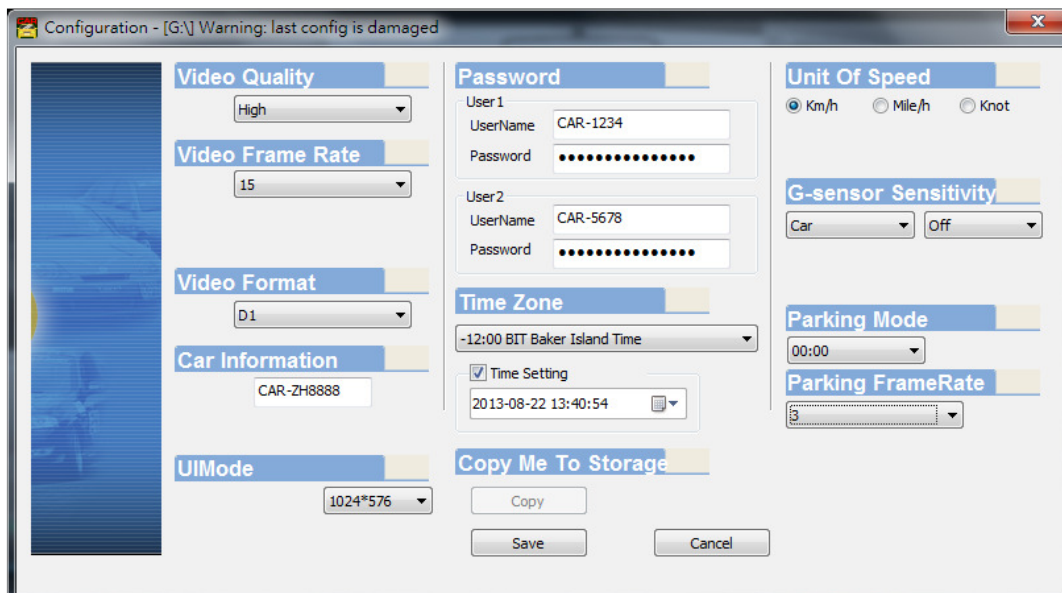 Configuration - [G:\] Warning: last config is damaged
Video Quality
High
Video Frame Rate
15
Video Format
D1
Car Information
CAR-ZH8888
UIMode
1024*576
Password
User1
UserName CAR-1234
Password •••••••••••••••
User2
UserName CAR-5678
Password •••••••••••••••
Time Zone
-12:00 BIT Baker Island Time
Time Setting
2013-08-22 13:40:54
Copy Me To Storage
Copy
Save Cancel
Unit Of Speed
Km/h Mile/h Knot
G-sensor Sensitivity
Car Off
Parking Mode
00:00
Parking FrameRate
3